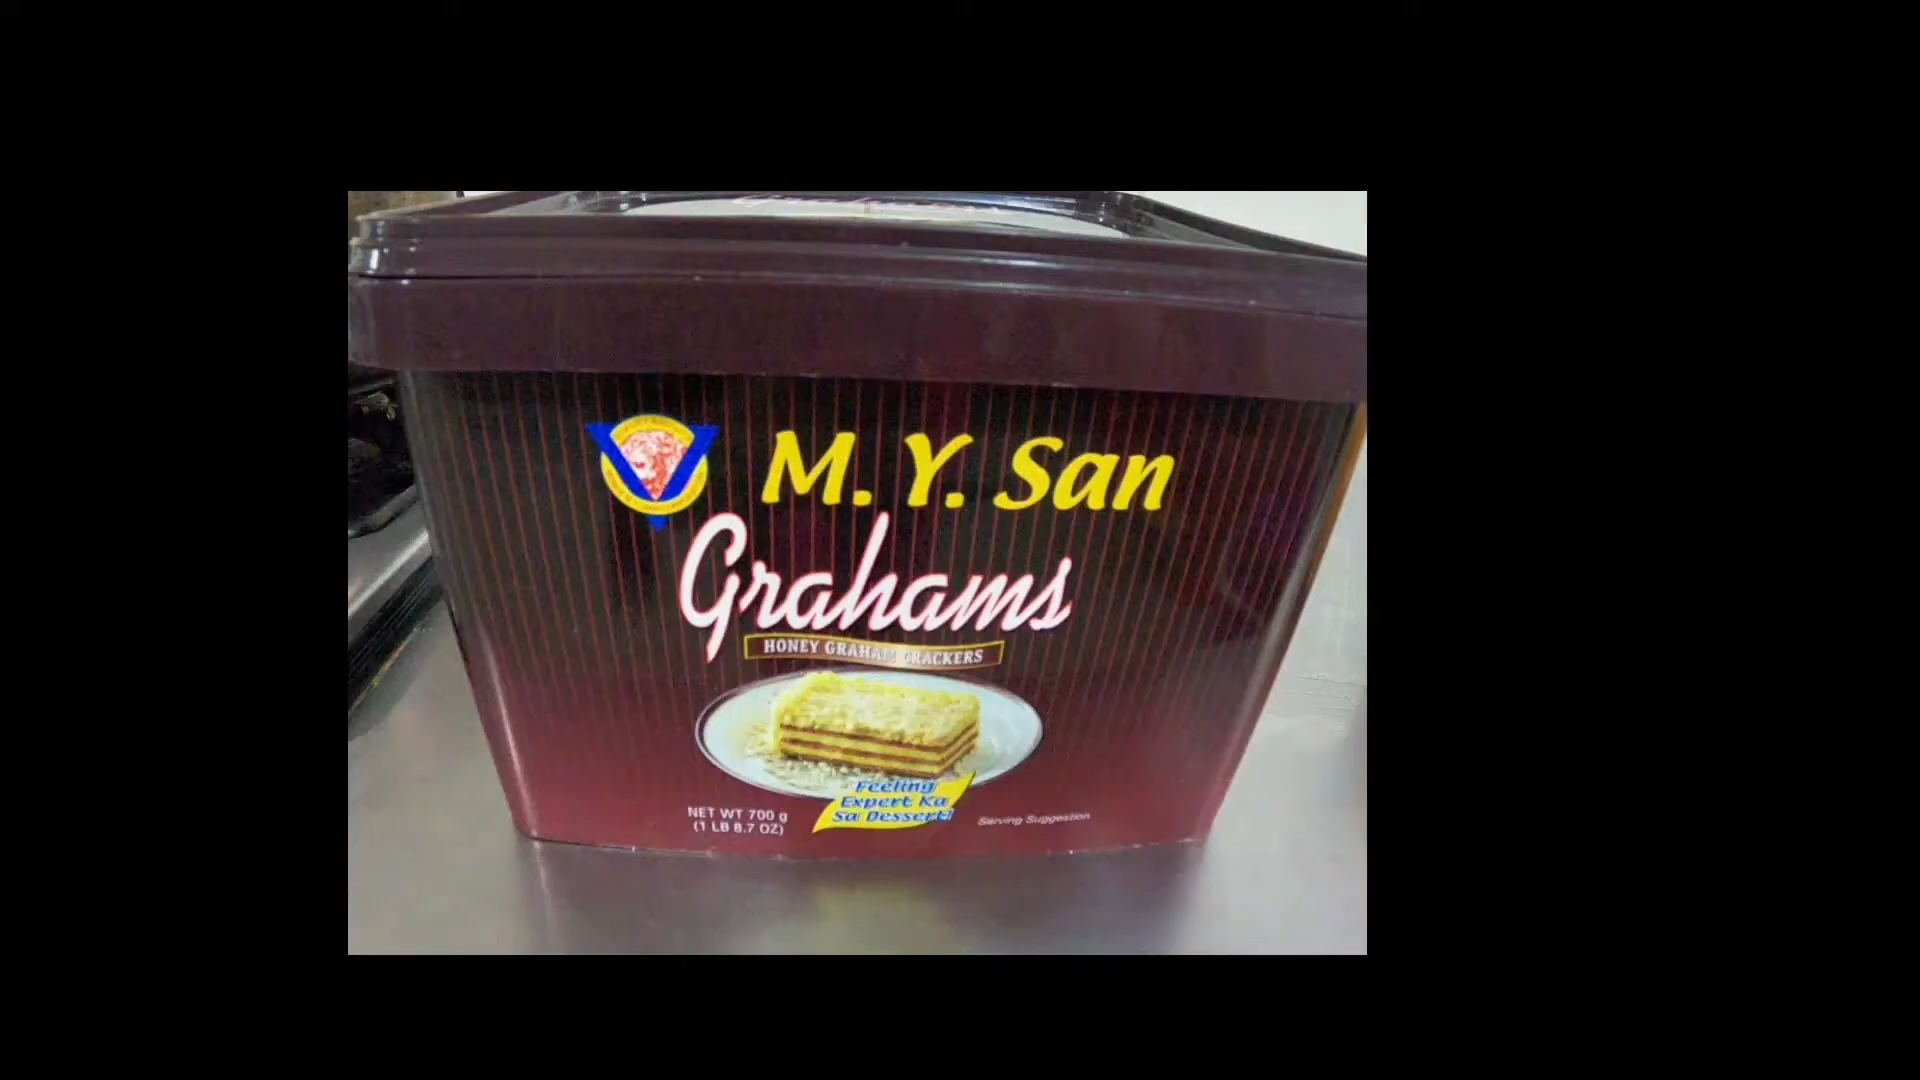 Grahams
M. Y. San
Grahams
HONEY GRAHAM CRACKERS
Feeling
Expert Ka
Sa Dessert!
NET WT 700 g
(1 LB 8.7 OZ)
Serving Suggestion